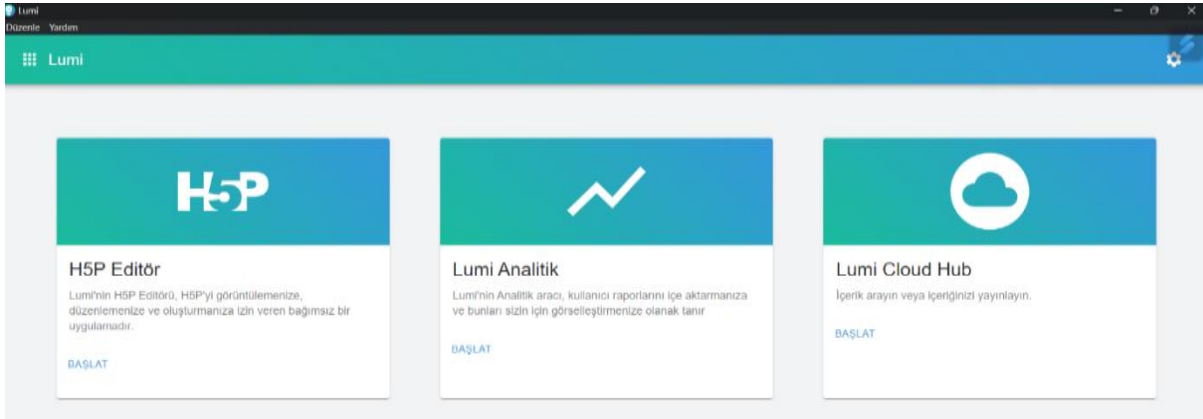 Lumi
Düzenle Yardım
Lumi
H5P
H5P Editör
Lumi'nin H5P Editörü, H5P'yi görüntülemenize,
düzenlemenize ve oluşturmanıza izin veren bağımsız bir
uygulamadır.
BAŞLAT
Lumi Analitik
Lumi'nin Analitik aracı, kullanıcı raporlarını içe aktarmanıza
ve bunları sizin için görselleştirmenize olanak tanır
BAŞLAT
Lumi Cloud Hub
İçerik arayın veya içeriğinizi yayınlayın.
BAŞLAT